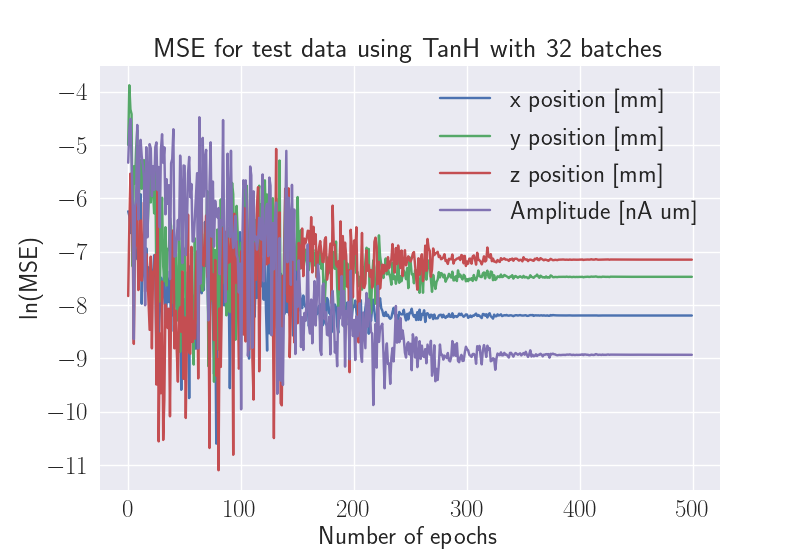 MSE for test data using TanH with 32 batches
x position [mm]
y position [mm]
z position [mm]
Amplitude [nA um]
ln(MSE)
−4
−5
−6
−7
−8
−9
−10
−11
0 100 200 300 400 500
Number of epochs